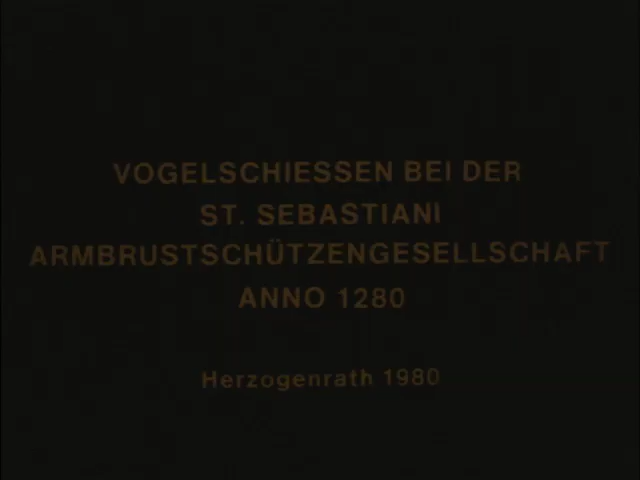 VOGELSCHIESSEN BEI DER
ST. SEBASTIANI
ARMBRUSTSCHÜTZENGESELLSCHAFT
ANNO 1280
Herzogenrath 1980